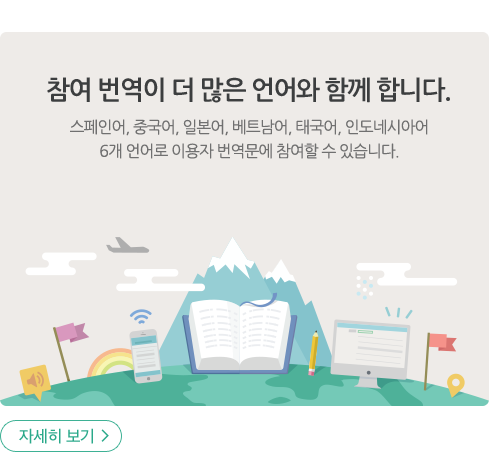 참여 번역이 더 많은 언어와 함께 합니다.
스페인어, 중국어, 일본어, 베트남어, 태국어, 인도네시아어
6개 언어로 이용자 번역문에 참여할 수 있습니다.
자세히 보기 >